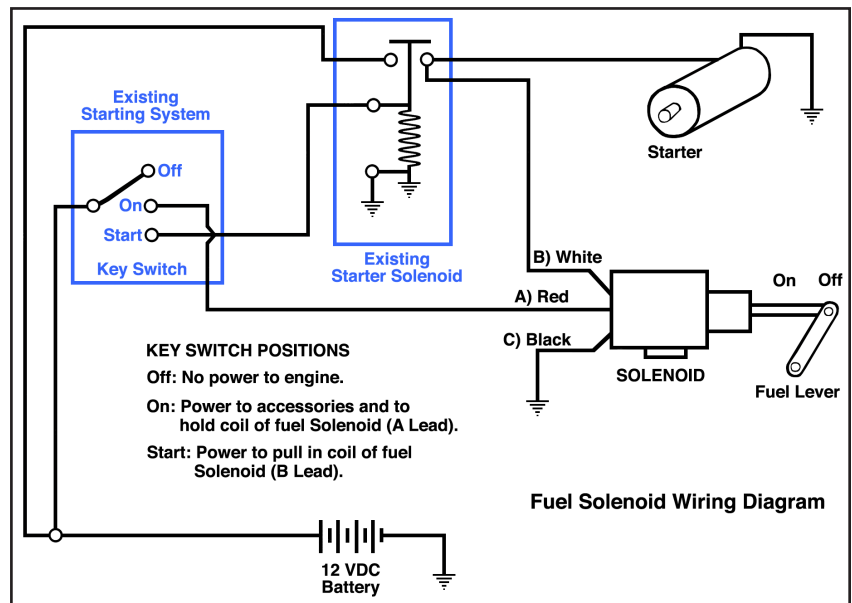 Existing
Starting System
Off
On
Start
Key Switch
Existing
Starter Solenoid
Starter
B) White
A) Red
C) Black
SOLENOID
On Off
Fuel Lever
KEY SWITCH POSITIONS
Off: No power to engine.
On: Power to accessories and to
hold coil of fuel Solenoid (A Lead).
Start: Power to pull in coil of fuel
Solenoid (B Lead).
Fuel Solenoid Wiring Diagram
12 VDC
Battery